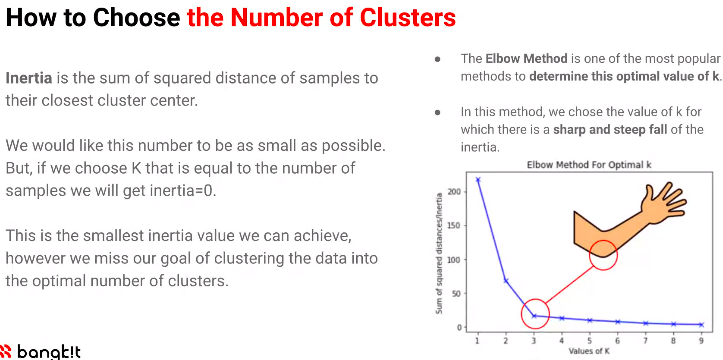 How to Choose the Number of Clusters
Inertia is the sum of squared distance of samples to
their closest cluster center.
We would like this number to be as small as possible.
But, if we choose K that is equal to the number of
samples we will get inertia=0.
This is the smallest inertia value we can achieve,
however we miss our goal of clustering the data into
the optimal number of clusters.
● The Elbow Method is one of the most popular
methods to determine this optimal value of k.
● In this method, we chose the value of k for
which there is a sharp and steep fall of the
inertia.
Elbow Method For Optimal k
Sum of squared distances/Inertia
200
150
100
50
0
1 2 3 4 5 6 7 8 9
Values of K
bangk!t